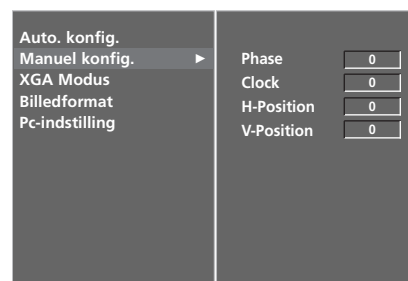 Auto. konfig.
Manuel konfig. ►
XGA Modus
Billedformat
Pc-indstilling
Phase 0
Clock 0
H-Position 0
V-Position 0